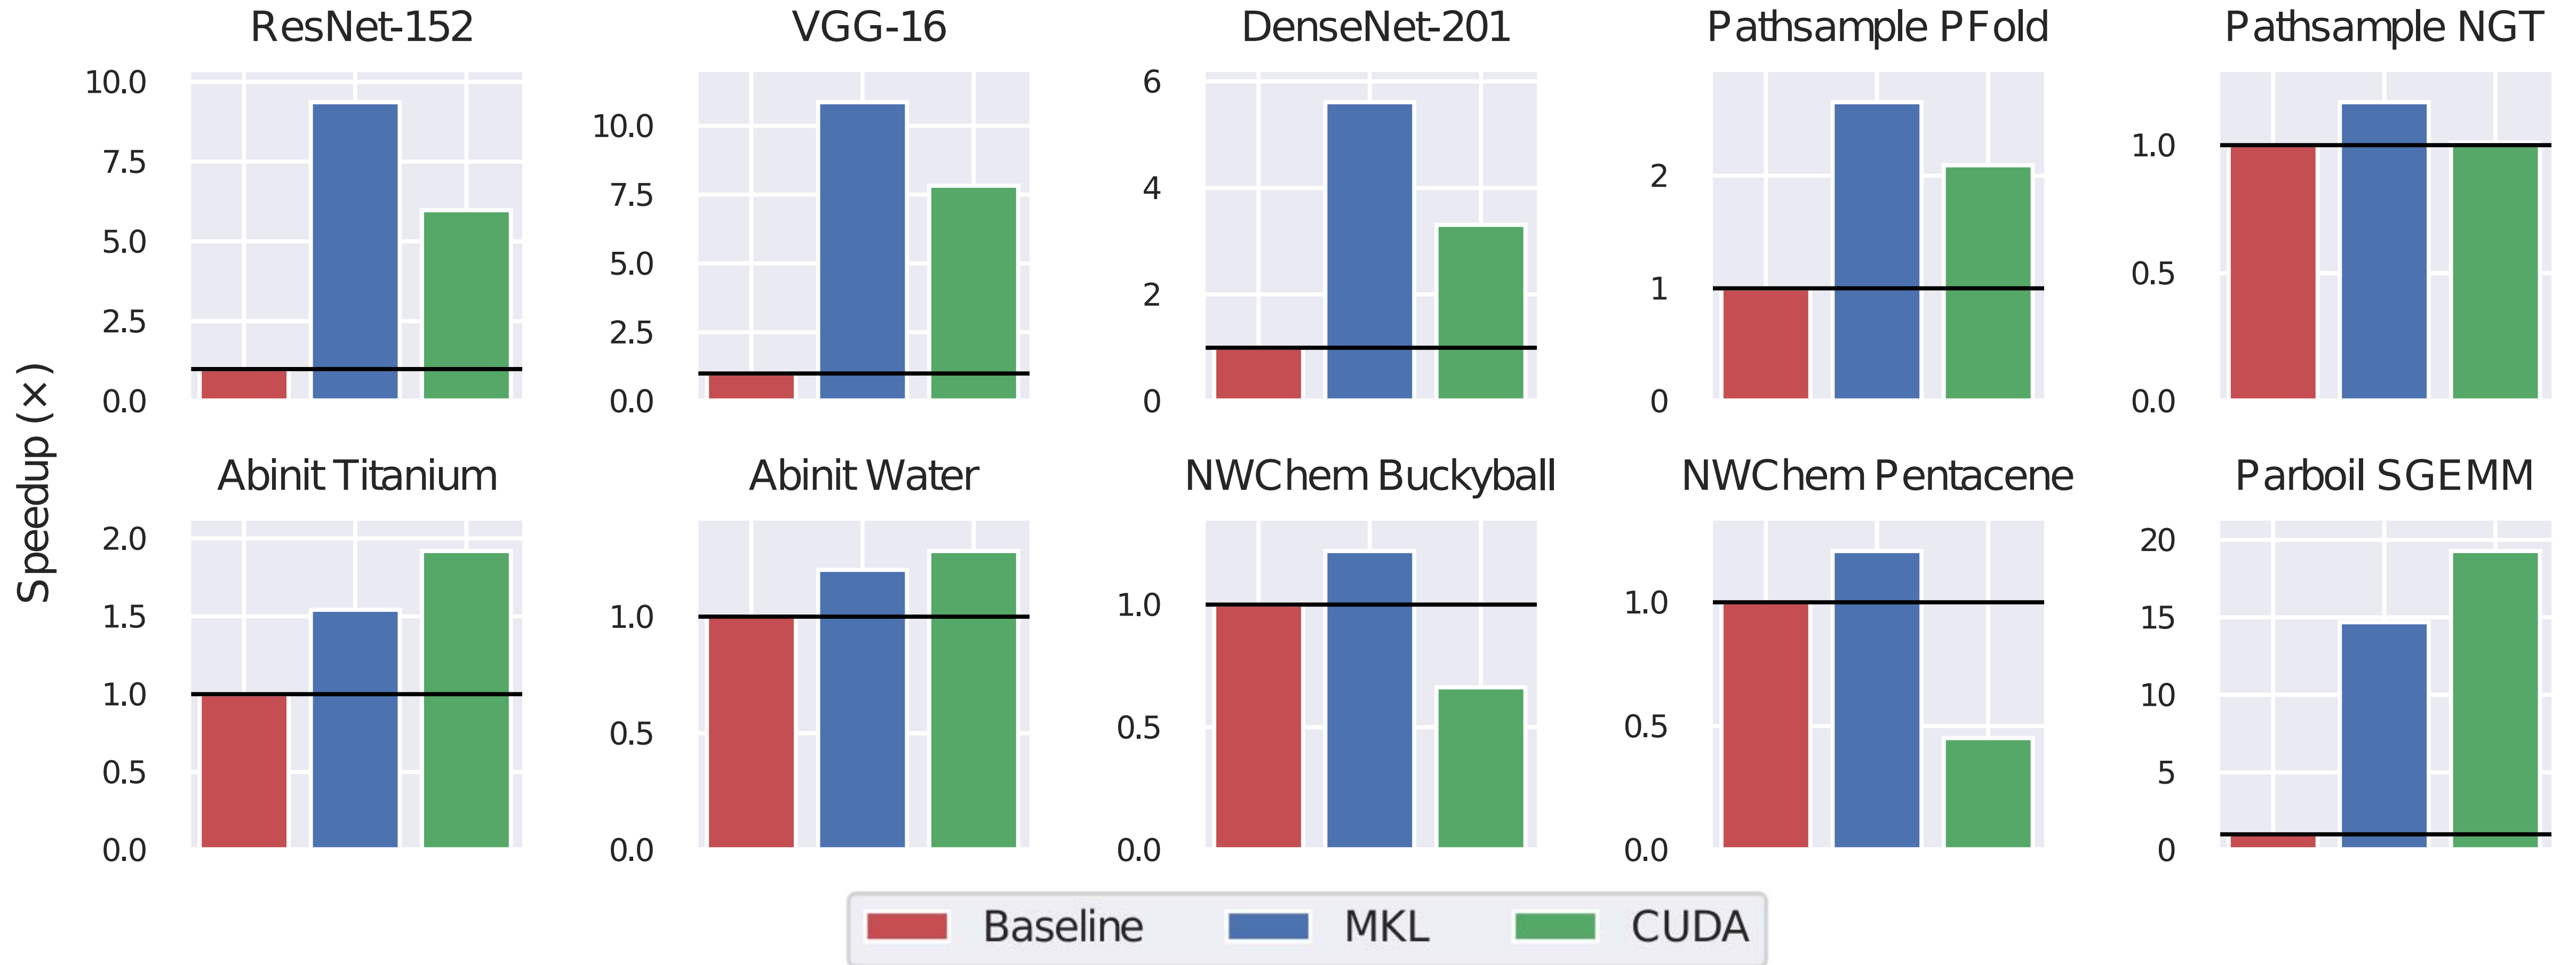 ResNet-152
VGG-16
DenseNet-201
Pathsample PFold
Pathsample NGT
10.0
7.5
5.0
2.5
0.0
10.0
7.5
5.0
2.5
0.0
6
4
2
0
2
1
0
1.0
0.5
0.0
Speedup (×)
Abinit Titanium
Abinit Water
NWChem Buckyball
NWChem Pentacene
Parboil SGEMM
2.0
1.5
1.0
0.5
0.0
1.0
0.5
0.0
1.0
0.5
0.0
1.0
0.5
0.0
20
15
10
5
0
Baseline
MKL
CUDA